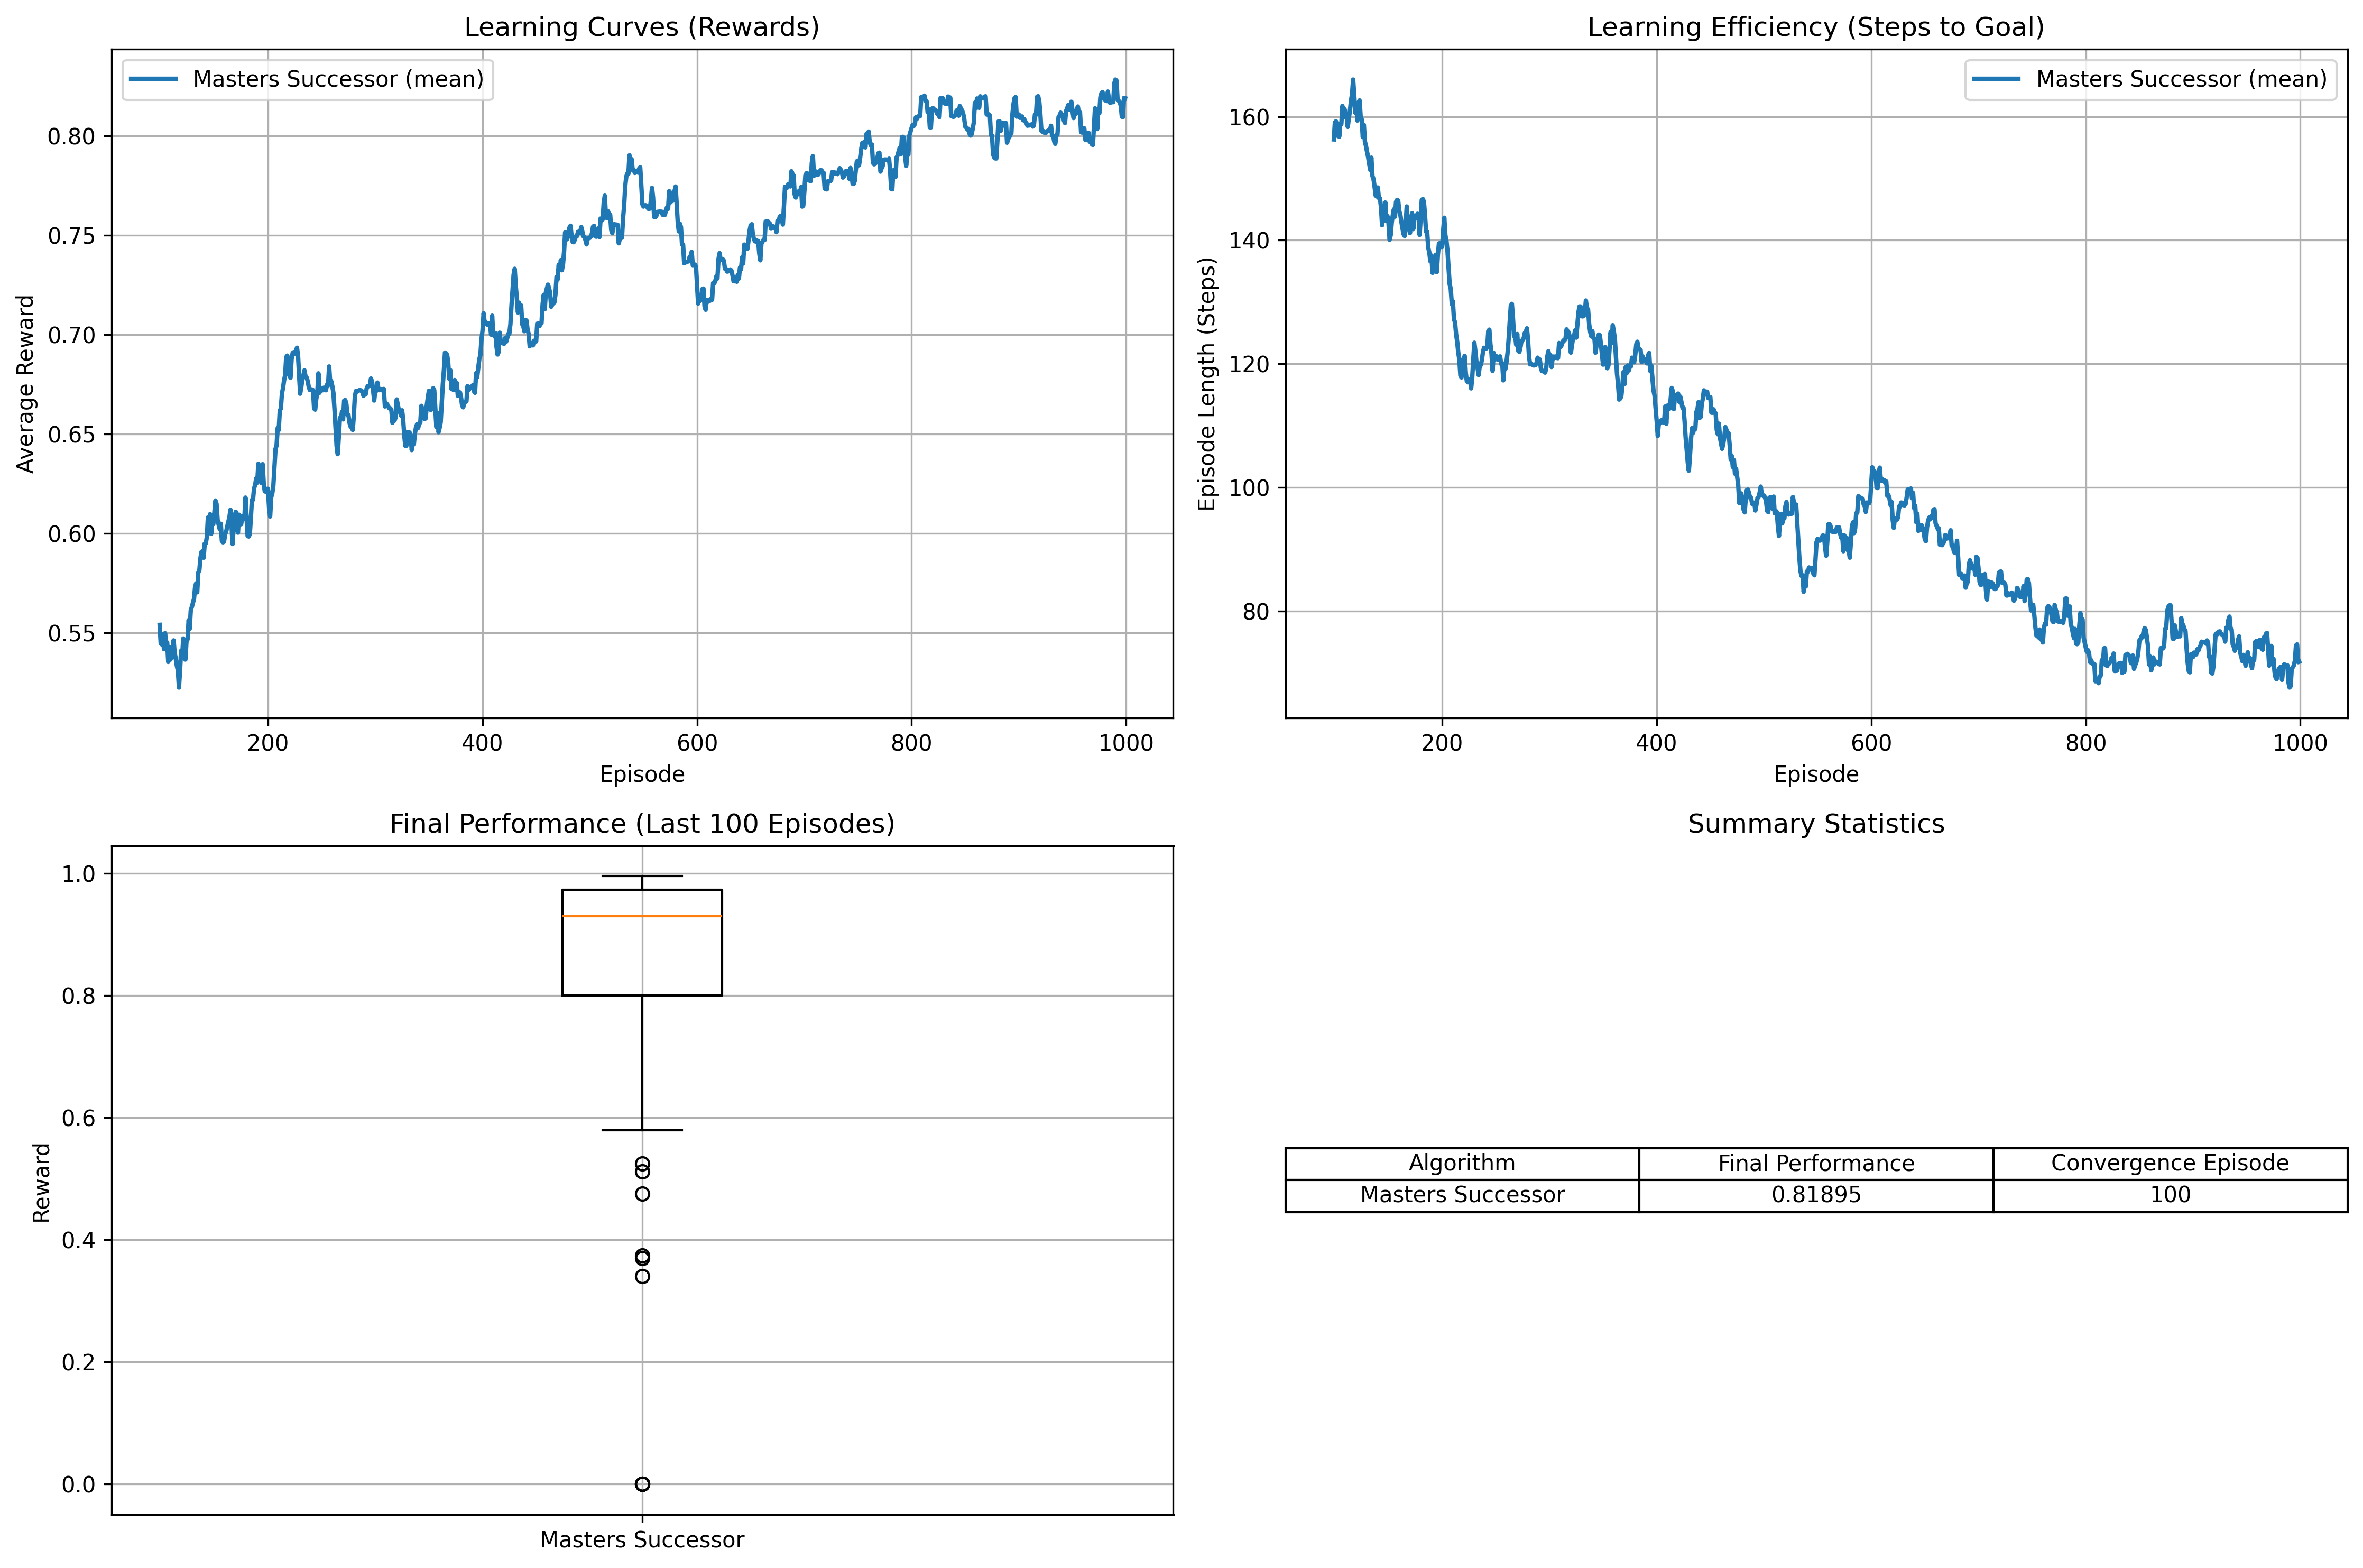 Learning Curves (Rewards)
Masters Successor (mean)
Average Reward
0.80
0.75
0.70
0.65
0.60
0.55
200
400
600
800
1000
Episode
Learning Efficiency (Steps to Goal)
Masters Successor (mean)
Episode Length (Steps)
160
140
120
100
80
200
400
600
800
1000
Episode
Final Performance (Last 100 Episodes)
Reward
1.0
0.8
0.6
0.4
0.2
0.0
Masters Successor
Summary Statistics
Algorithm Final Performance Convergence Episode
Masters Successor 0.81895 100